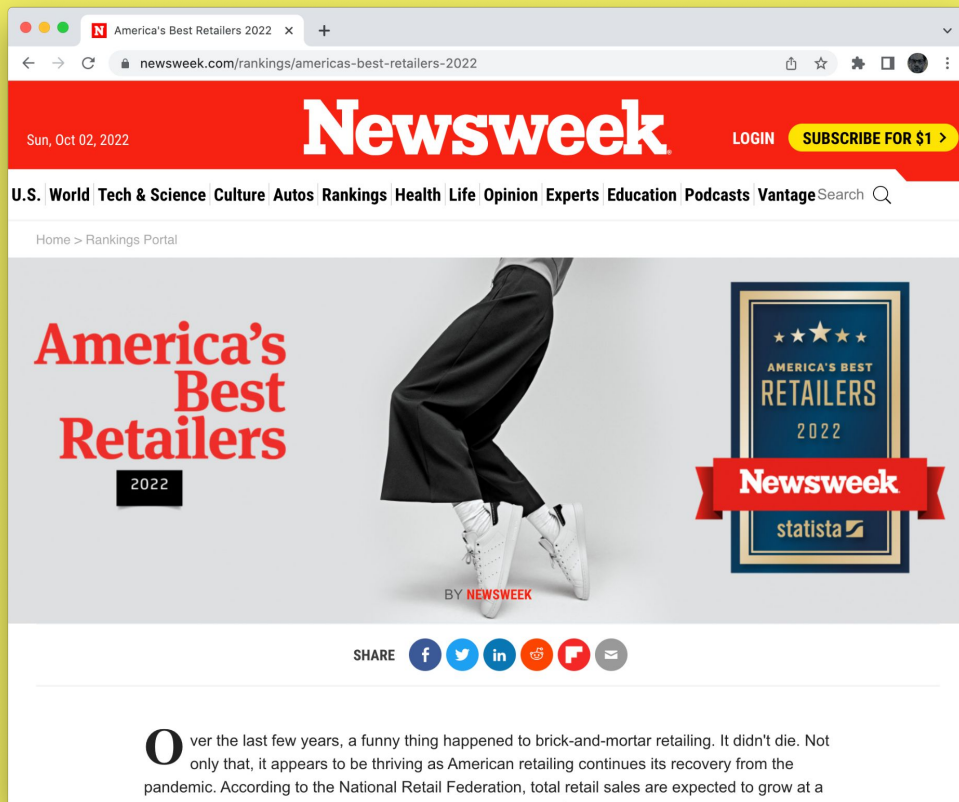 America's Best Retailers 2022
newsweek.com/rankings/americas-best-retailers-2022
Sun, Oct 02, 2022
Newsweek
LOGIN
SUBSCRIBE FOR $1 >
U.S. World Tech & Science Culture Autos Rankings Health Life Opinion Experts Education Podcasts Vantage Search
Home > Rankings Portal
America's
Best
Retailers
2022
AMERICA'S BEST
RETAILERS
2022
Newsweek
statista
BY NEWSWEEK
SHARE
Over the last few years, a funny thing happened to brick-and-mortar retailing. It didn't die. Not
only that, it appears to be thriving as American retailing continues its recovery from the
pandemic. According to the National Retail Federation, total retail sales are expected to grow at a